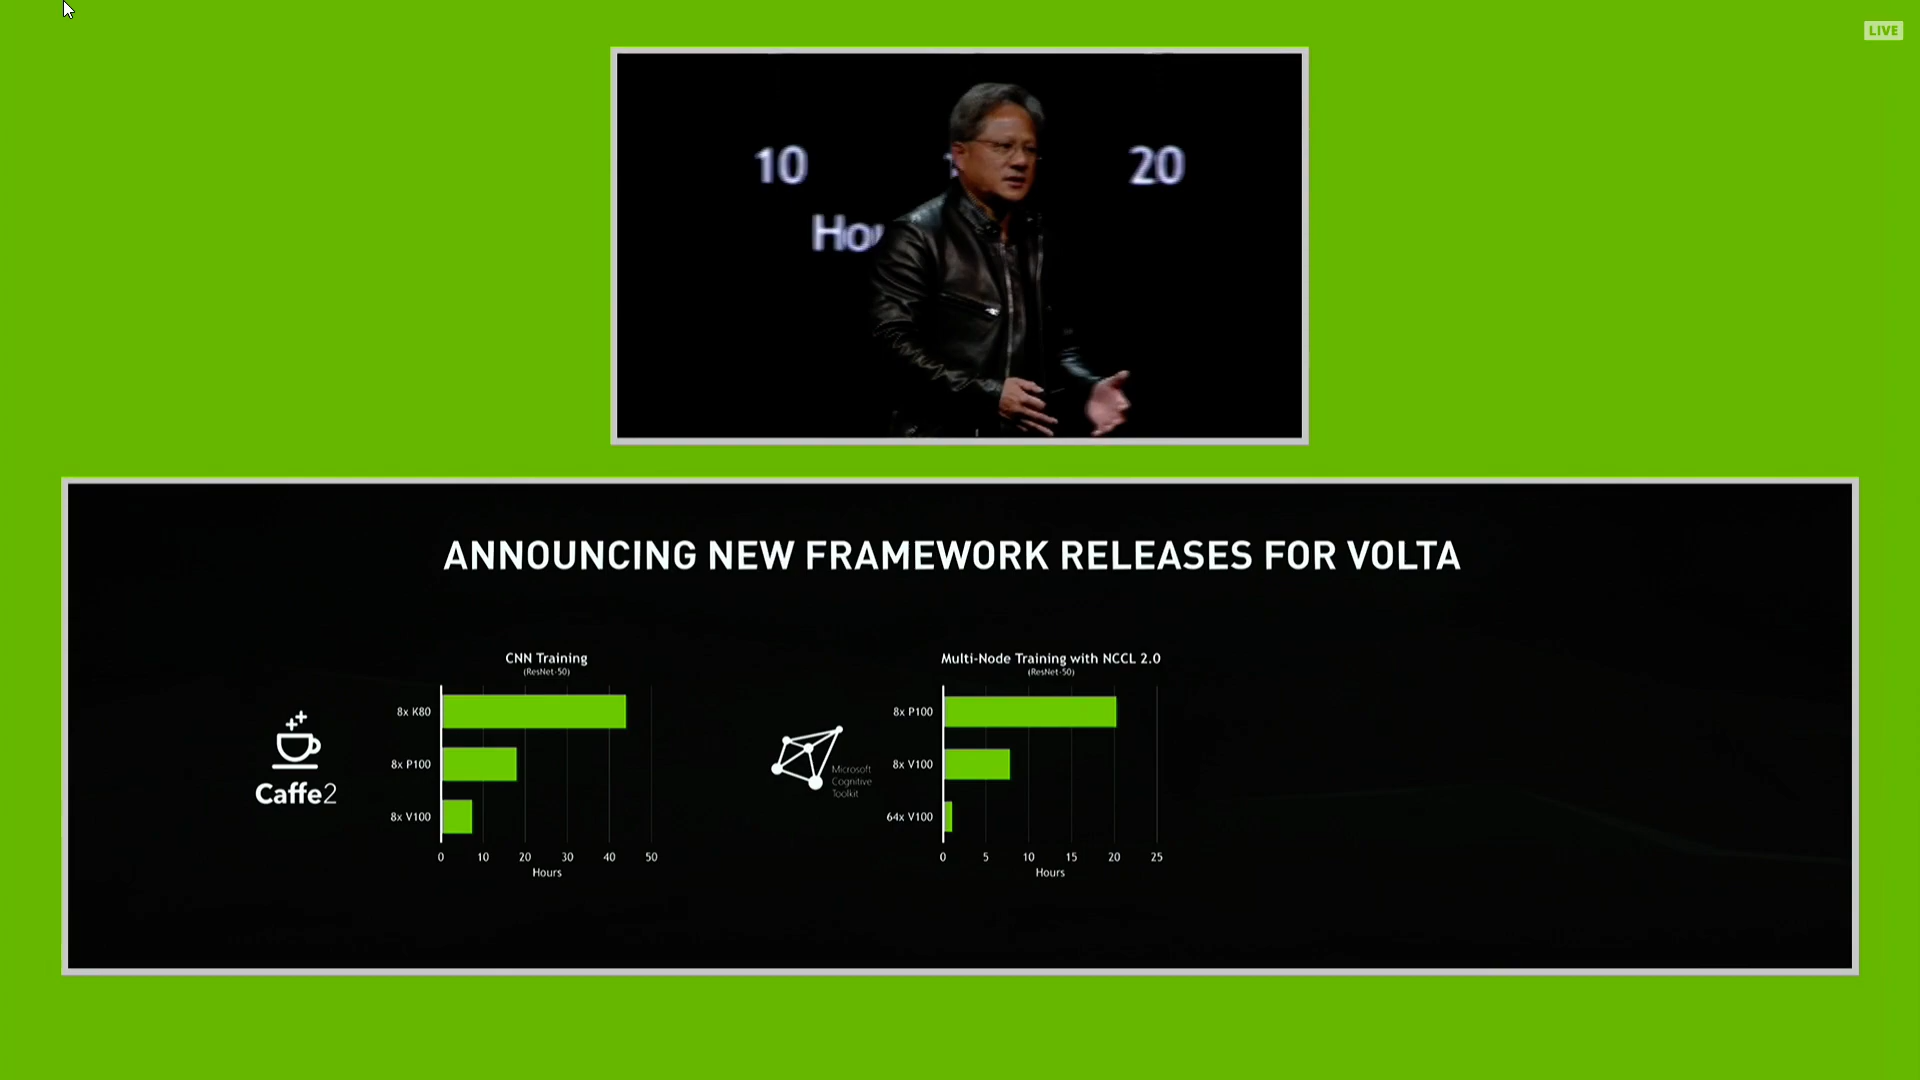 LIVE
10
20
Hou
ANNOUNCING NEW FRAMEWORK RELEASES FOR VOLTA
CNN Training
(ResNet-50)
8x K80
8x P100
8x V100
0 10 20 30 40 50
Hours
Caffe2
Multi-Node Training with NCCL 2.0
(ResNet-50)
8x P100
8x V100
64x V100
0 5 10 15 20 25
Hours
Microsoft
Cognitive
Toolkit